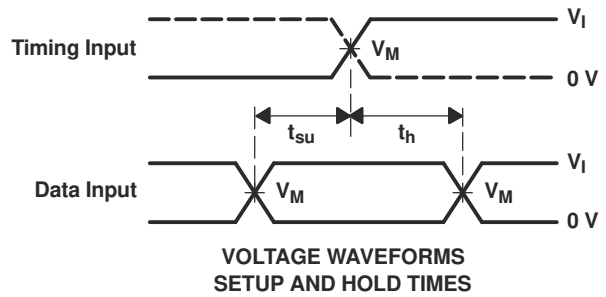 V_I
Timing Input
V_M
0 V
t_su
t_h
V_I
Data Input
V_M
V_M
0 V
VOLTAGE WAVEFORMS
SETUP AND HOLD TIMES